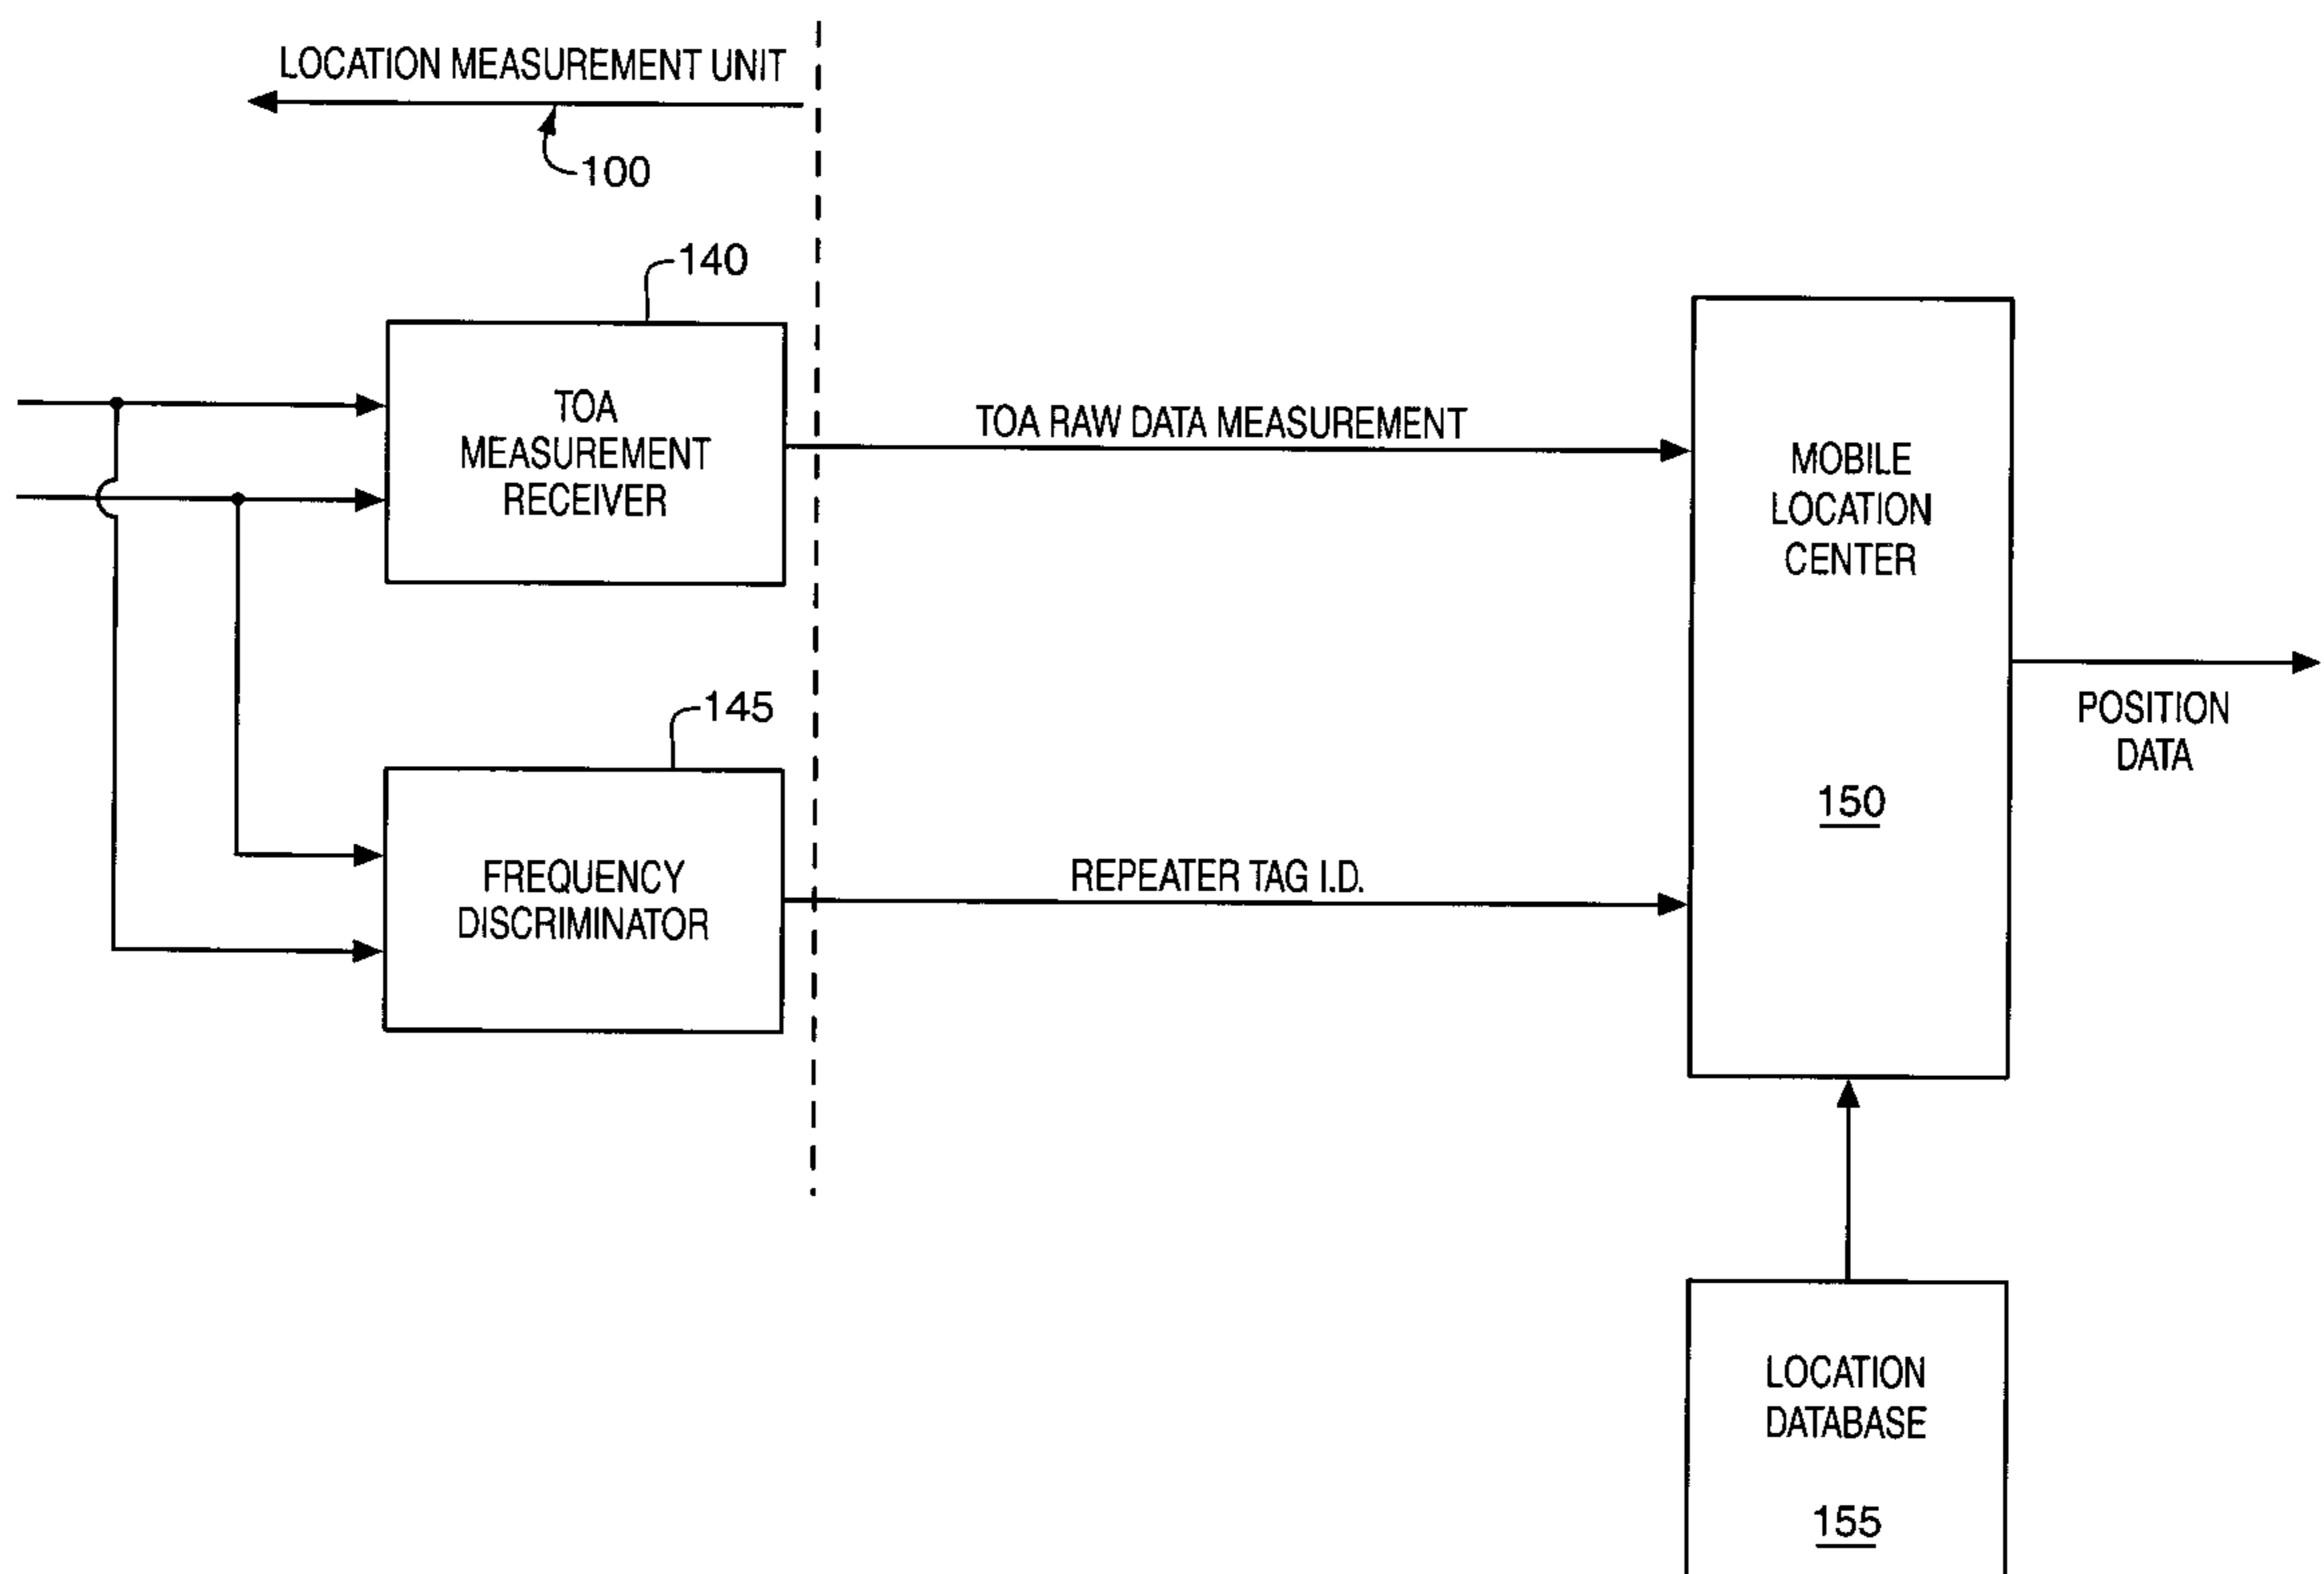 LOCATION MEASUREMENT UNIT
100
140
TOA
MEASUREMENT
RECEIVER
TOA RAW DATA MEASUREMENT
MOBILE
LOCATION
CENTER
150
POSITION
DATA
145
FREQUENCY
DISCRIMINATOR
REPEATER TAG I.D.
LOCATION
DATABASE
155